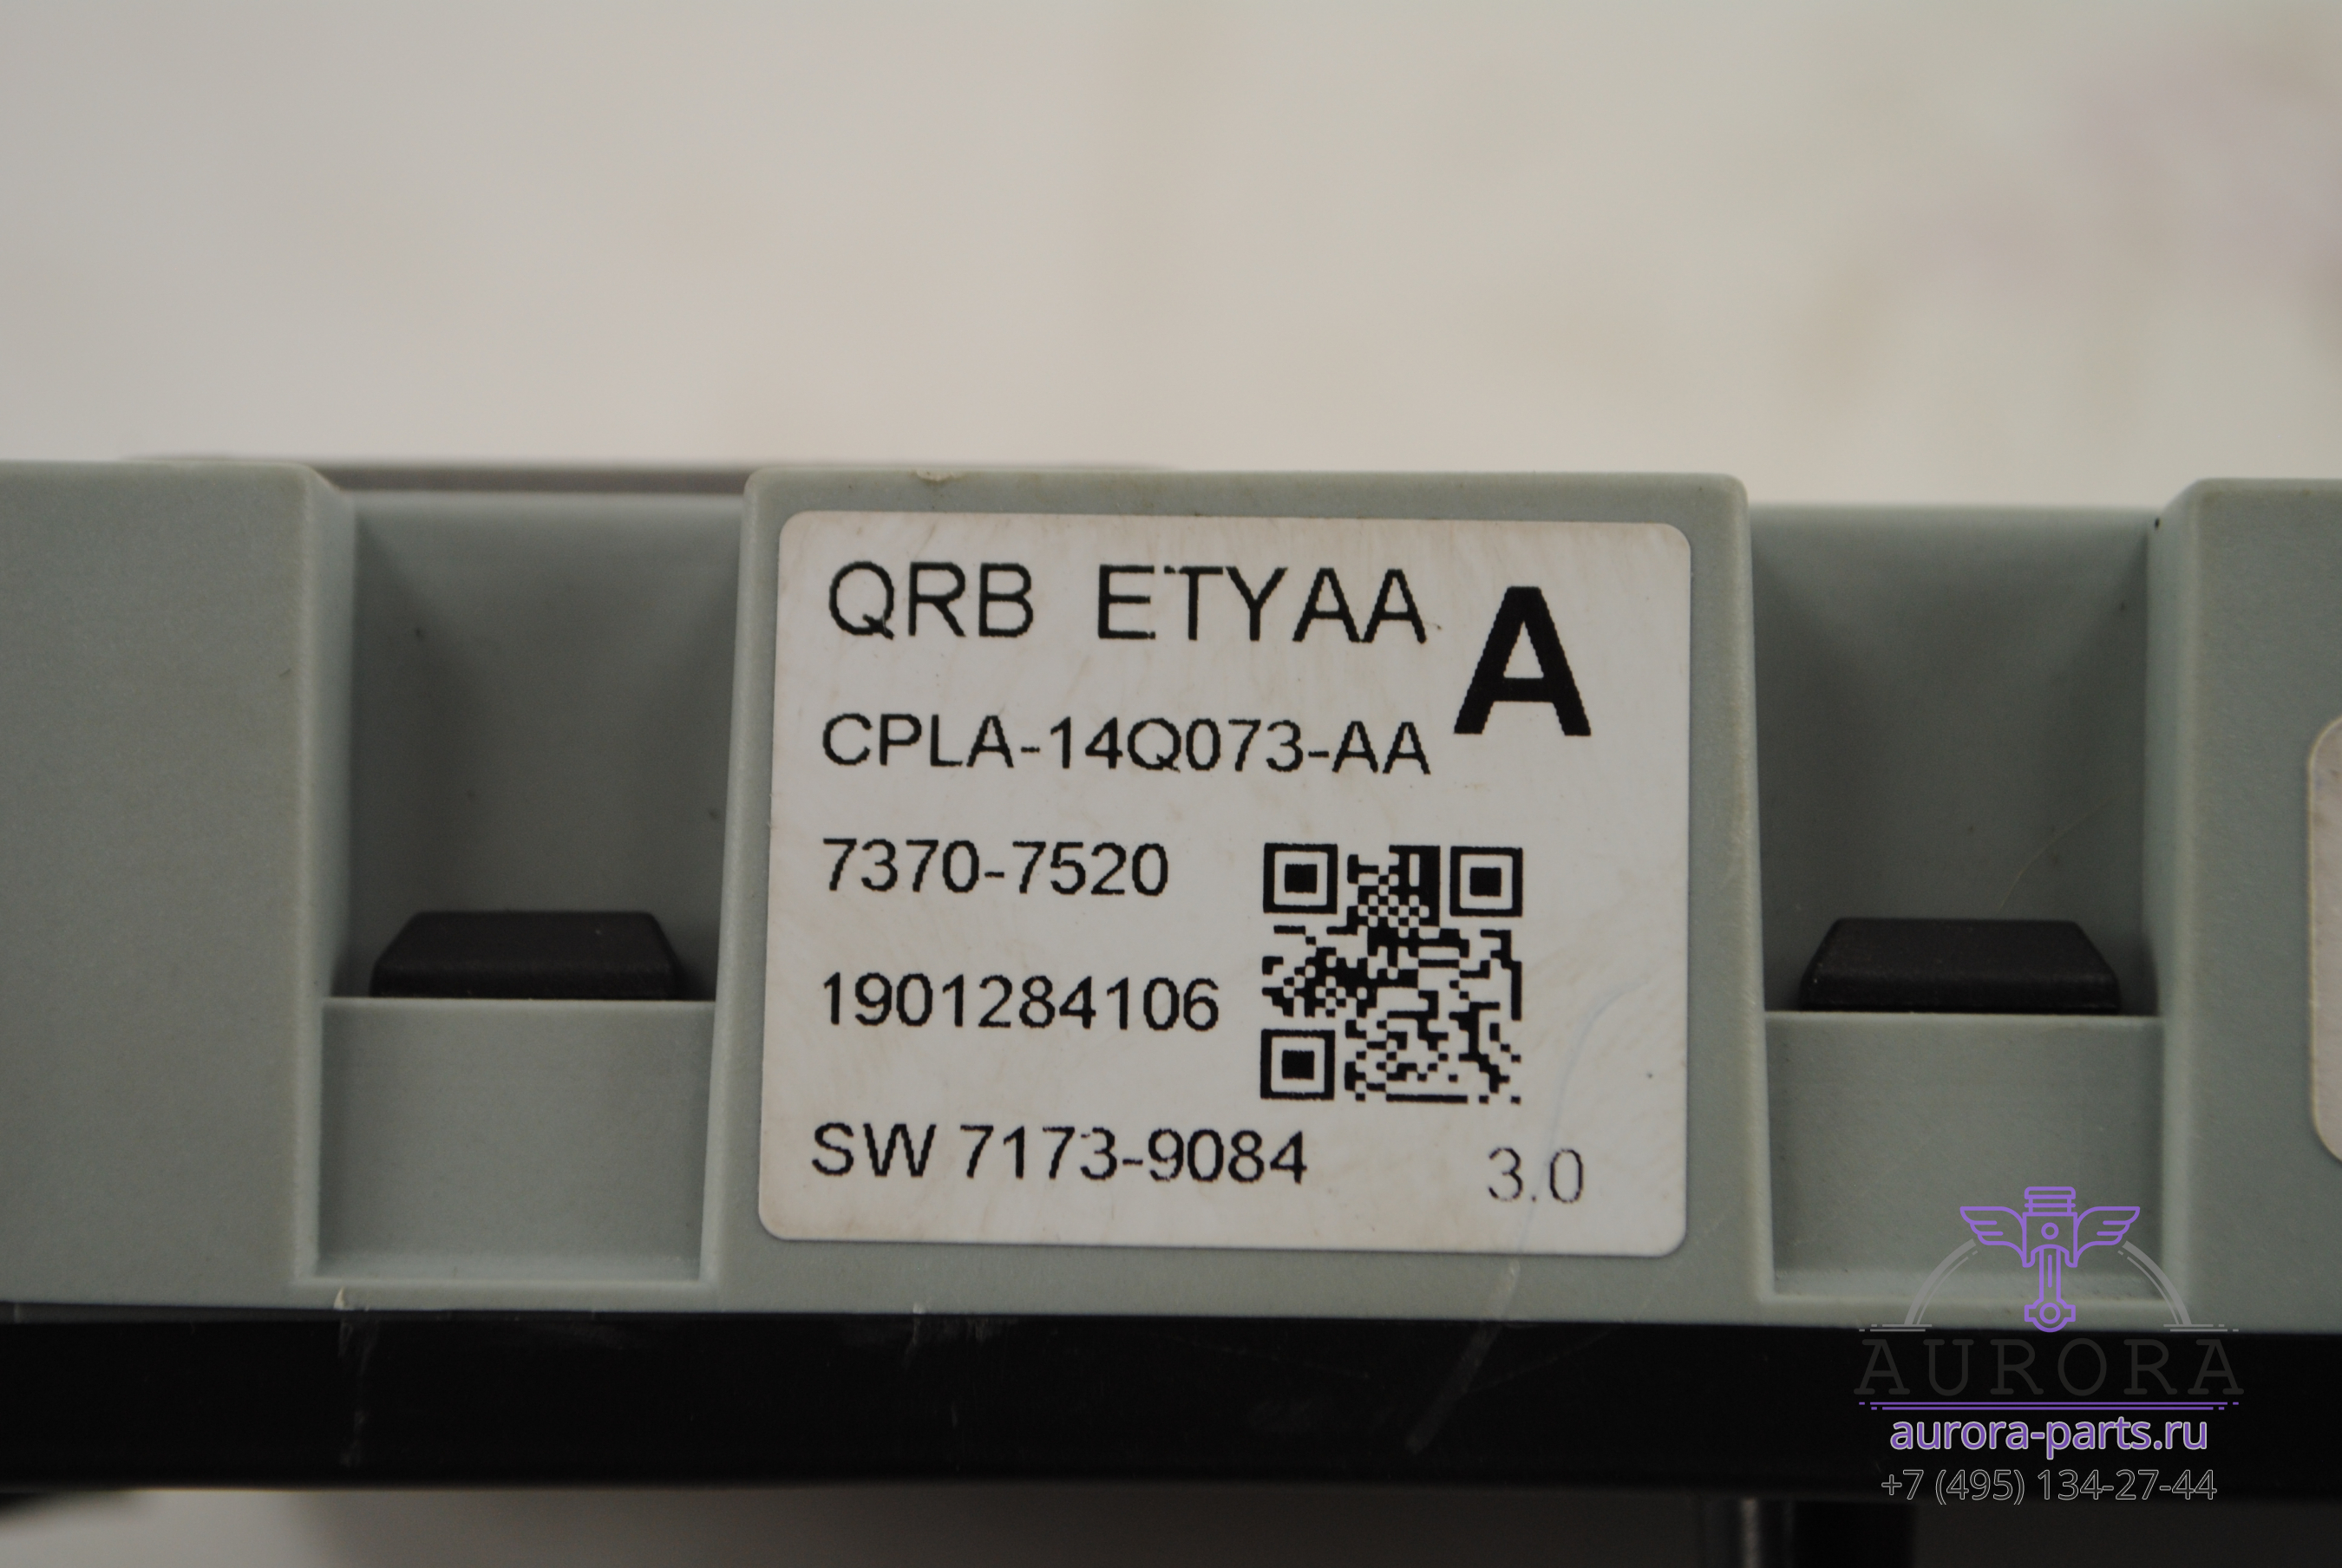 QRB ETYAA
A
CPLA-14Q073-AA
7370-7520
1901284106
SW 7173-9084
3.0
AURORA
aurora-parts.ru
+7 (495) 134-27-44